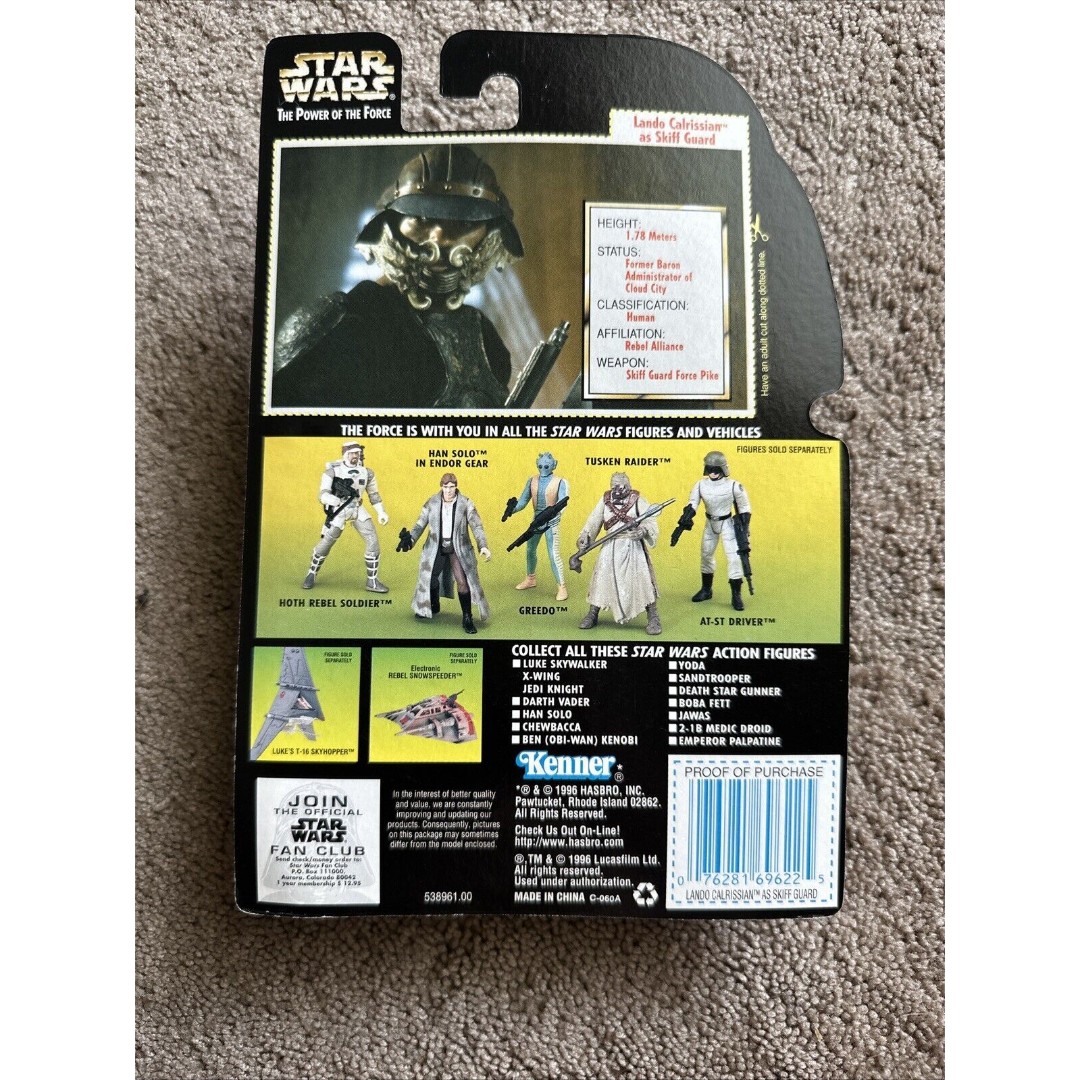 STAR
WARS®
THE POWER OF THE FORCE
Lando Calrissian™
as Skiff Guard
HEIGHT:
1.78 Meters
STATUS:
Former Baron
Administrator of
Cloud City
CLASSIFICATION:
Human
AFFILIATION:
Rebel Alliance
WEAPON:
Skiff Guard Force Pike
Have an adult cut along dotted line.
THE FORCE IS WITH YOU IN ALL THE STAR WARS FIGURES AND VEHICLES
FIGURES SOLD SEPARATELY
HAN SOLO™
IN ENDOR GEAR
TUSKEN RAIDER™
HOTH REBEL SOLDIER™
GREEDO™
AT-ST DRIVER™
FIGURE SOLD
SEPARATELY
LUKE'S T-16 SKYHOPPER™
FIGURE SOLD
SEPARATELY
Electronic
REBEL SNOWSPEEDER™
COLLECT ALL THESE STAR WARS ACTION FIGURES
LUKE SKYWALKER
X-WING
JEDI KNIGHT
DARTH VADER
HAN SOLO
CHEWBACCA
BEN (OBI-WAN) KENOBI
YODA
SANDTROOPER
DEATH STAR GUNNER
BOBA FETT
JAWAS
2-1B MEDIC DROID
EMPEROR PALPATINE
JOIN
THE OFFICIAL
STAR
WARS
FAN CLUB
Send check/money order to:
Star Wars Fan Club
P.O. Box 111000,
Aurora, Colorado 80042
1 year membership $12.95
In the interest of better quality
and value, we are constantly
improving and updating our
products. Consequently, pictures
on this package may sometimes
differ from the model enclosed.
538961.00
Kenner*®
*® & © 1996 HASBRO, INC.
Pawtucket, Rhode Island 02862.
All Rights Reserved.
Check Us Out On-Line!
http://www.hasbro.com
®,TM & © 1996 Lucasfilm Ltd.
All rights reserved.
Used under authorization.
MADE IN CHINA C-060A
PROOF OF PURCHASE
0 76281 69622 5
LANDO CALRISSIAN™ AS SKIFF GUARD